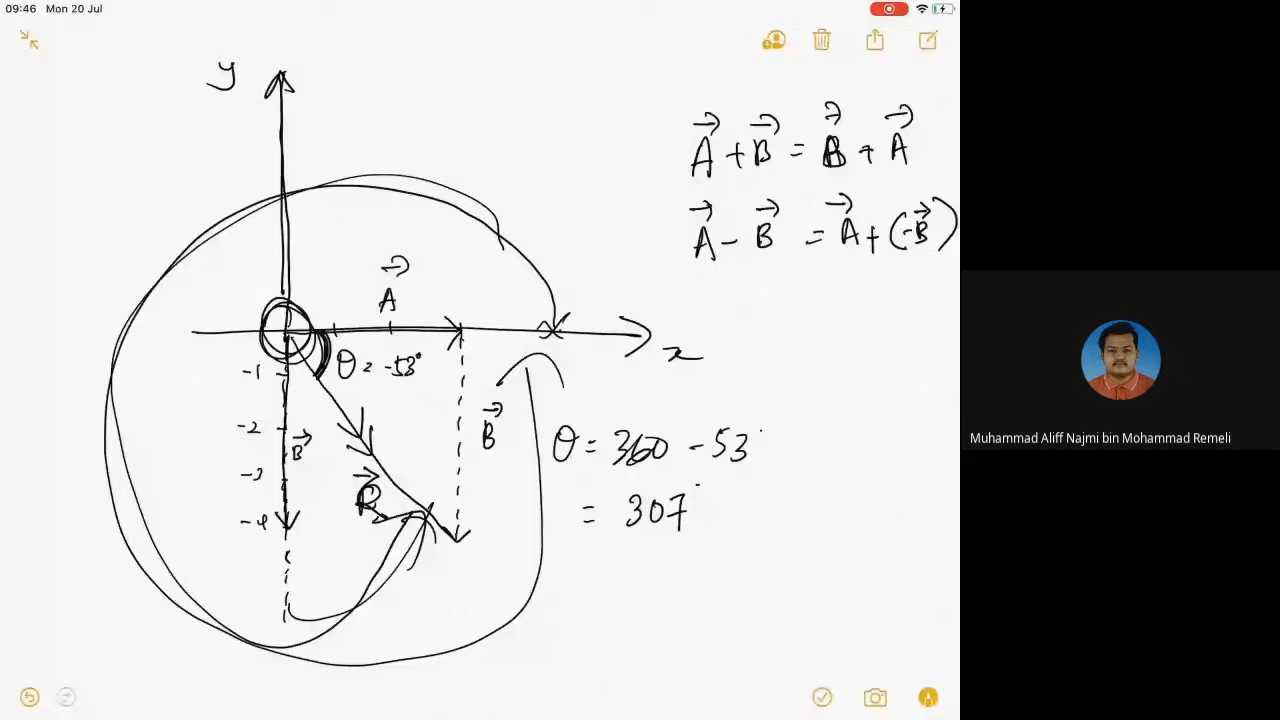 09:46 Mon 20 Jul
y
A⃗ + B⃗ = B⃗ + A⃗
A⃗ - B⃗ = A⃗ + (-B⃗)
A⃗
x
θ = -53°
-1
-2
B⃗
B⃗
-3
-4
R⃗
θ = 360 - 53°
= 307°
Muhammad Aliff Najmi bin Mohammad Remeli